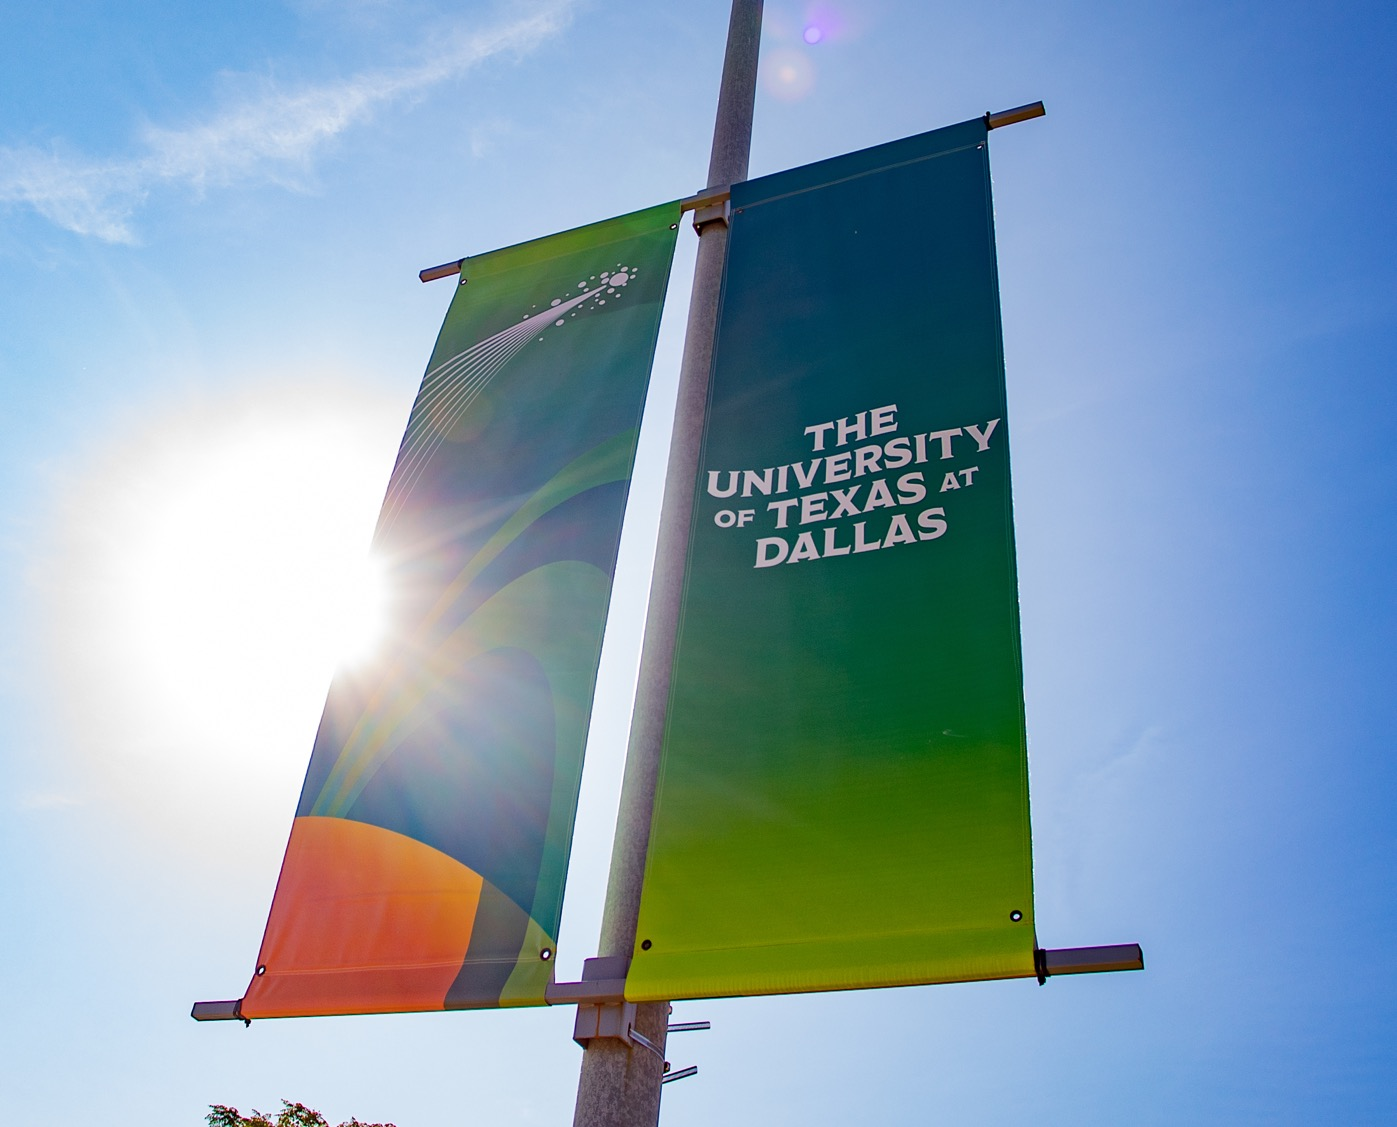 THE
UNIVERSITY
OF TEXAS AT
DALLAS